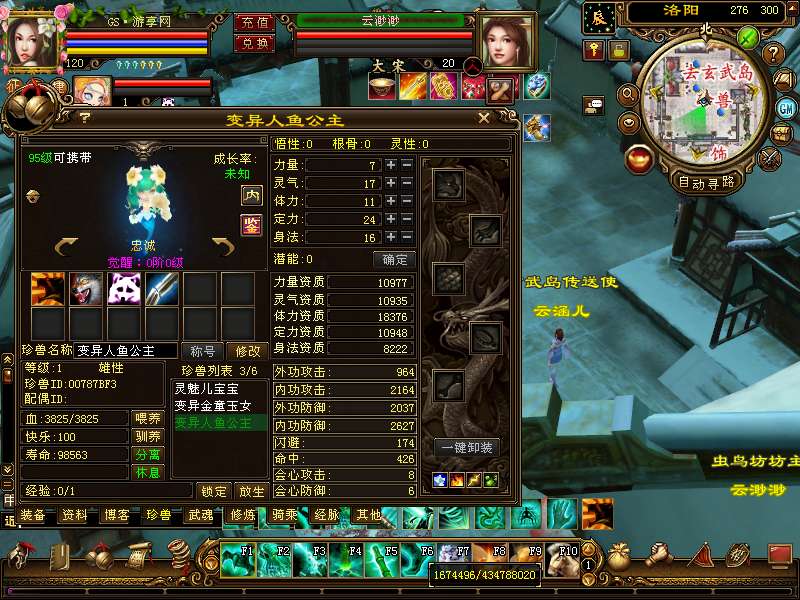 GS·游享网
120
充值
兑换
云渺渺
大宋
20
1
辰
洛阳
276
300
北
去玄武岛
兽
饰
GM
自动寻路
变异人鱼公主
95级可携带
成长率:
未知
内
鉴
忠诚
觉醒：0阶0级
悟性:0
根骨:0
灵性:0
力量: 7
灵气: 17
体力: 11
定力: 24
身法: 16
潜能:0
确定
力量资质 10977
灵气资质 10935
体力资质 18376
定力资质 10948
身法资质 8222
珍兽名称
变异人鱼公主
称号
修改
等级:1
雄性
珍兽ID:00787BF3
配偶ID:
血:3825/3825
快乐:100
寿命:98563
喂养
驯养
分离
休息
珍兽列表 3/6
灵魅儿宝宝
变异金童玉女
变异人鱼公主
外功攻击: 964
内功攻击: 2164
外功防御: 2037
内功防御: 2627
闪避: 174
命中: 426
会心攻击: 8
会心防御: 6
一键卸装
经验:0/1
锁定
放生
装备
资料
博客
珍兽
武魂
修炼
骑乘
经脉
其他
武岛传送使
云涵儿
虫鸟坊坊主
云渺渺
F1
F2
F3
F4
F5
F6
F7
F8
F9
F10
1
1674496/434788020